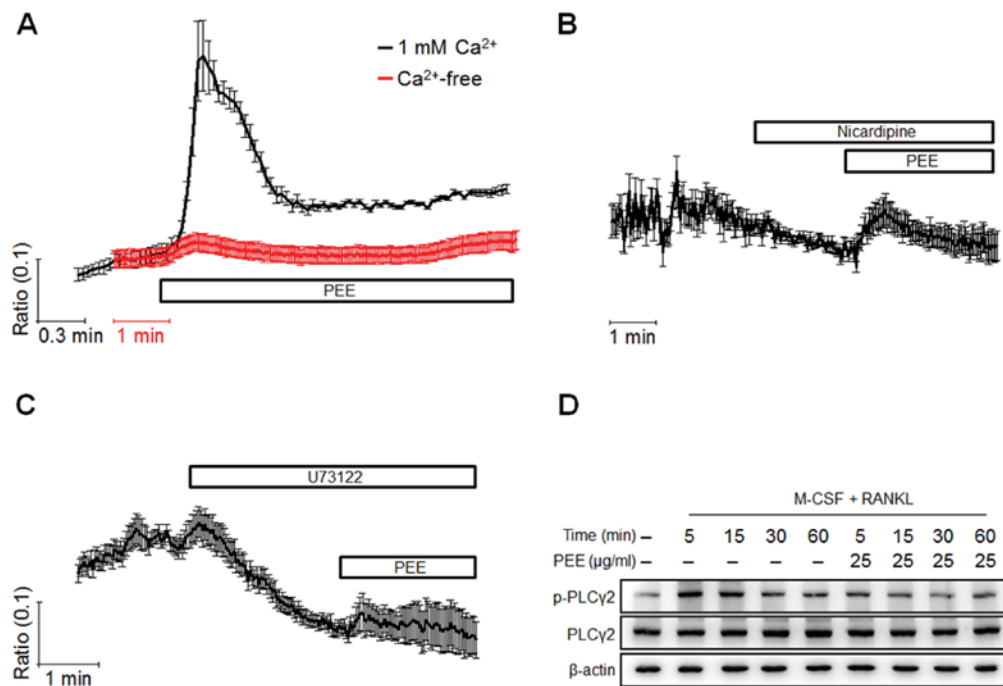 A
1 mM Ca²⁺
Ca²⁺-free
PEE
Ratio (0.1)
0.3 min
1 min
B
Nicardipine
PEE
1 min
C
U73122
PEE
Ratio (0.1)
1 min
D
M-CSF + RANKL
Time (min) – 5 15 30 60 5 15 30 60
PEE (µg/ml) – – – – – 25 25 25 25
p-PLCγ2
PLCγ2
β-actin